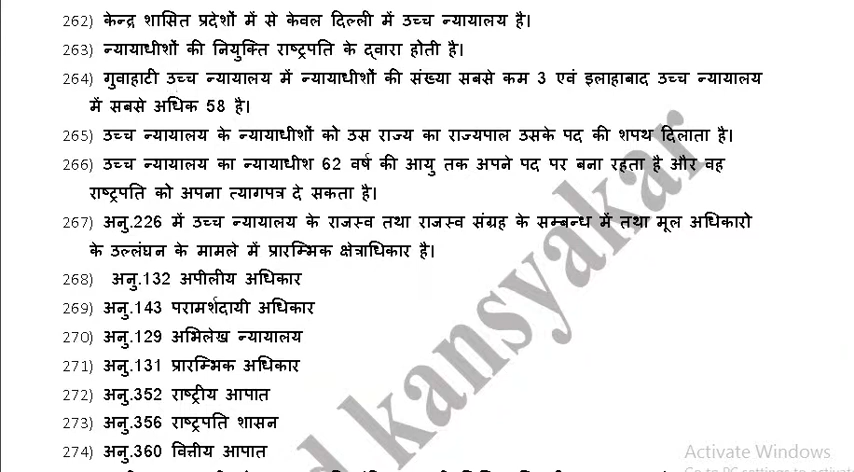 262) केन्द्र शासित प्रदेशों में से केवल दिल्ली में उच्च न्यायालय है।
263) न्यायाधीशों की नियुक्ति राष्ट्रपति के द्वारा होती है।
264) गुवाहाटी उच्च न्यायालय में न्यायाधीशों की संख्या सबसे कम 3 एवं इलाहाबाद उच्च न्यायालय
में सबसे अधिक 58 है।
265) उच्च न्यायालय के न्यायाधीशों को उस राज्य का राज्यपाल उसके पद की शपथ दिलाता है।
266) उच्च न्यायालय का न्यायाधीश 62 वर्ष की आयु तक अपने पद पर बना रहता है और वह
राष्ट्रपति को अपना त्यागपत्र दे सकता है।
267) अनु.226 में उच्च न्यायालय के राजस्व तथा राजस्व संग्रह के सम्बन्ध में तथा मूल अधिकारो
के उल्लंघन के मामले में प्रारम्भिक क्षेत्राधिकार है।
268) अनु.132 अपीलीय अधिकार
269) अनु.143 परामर्शदायी अधिकार
270) अनु.129 अभिलेख न्यायालय
271) अनु.131 प्रारम्भिक अधिकार
272) अनु.352 राष्ट्रीय आपात
273) अनु.356 राष्ट्रपति शासन
274) अनु.360 वित्तीय आपात
kansyakar
Activate Windows